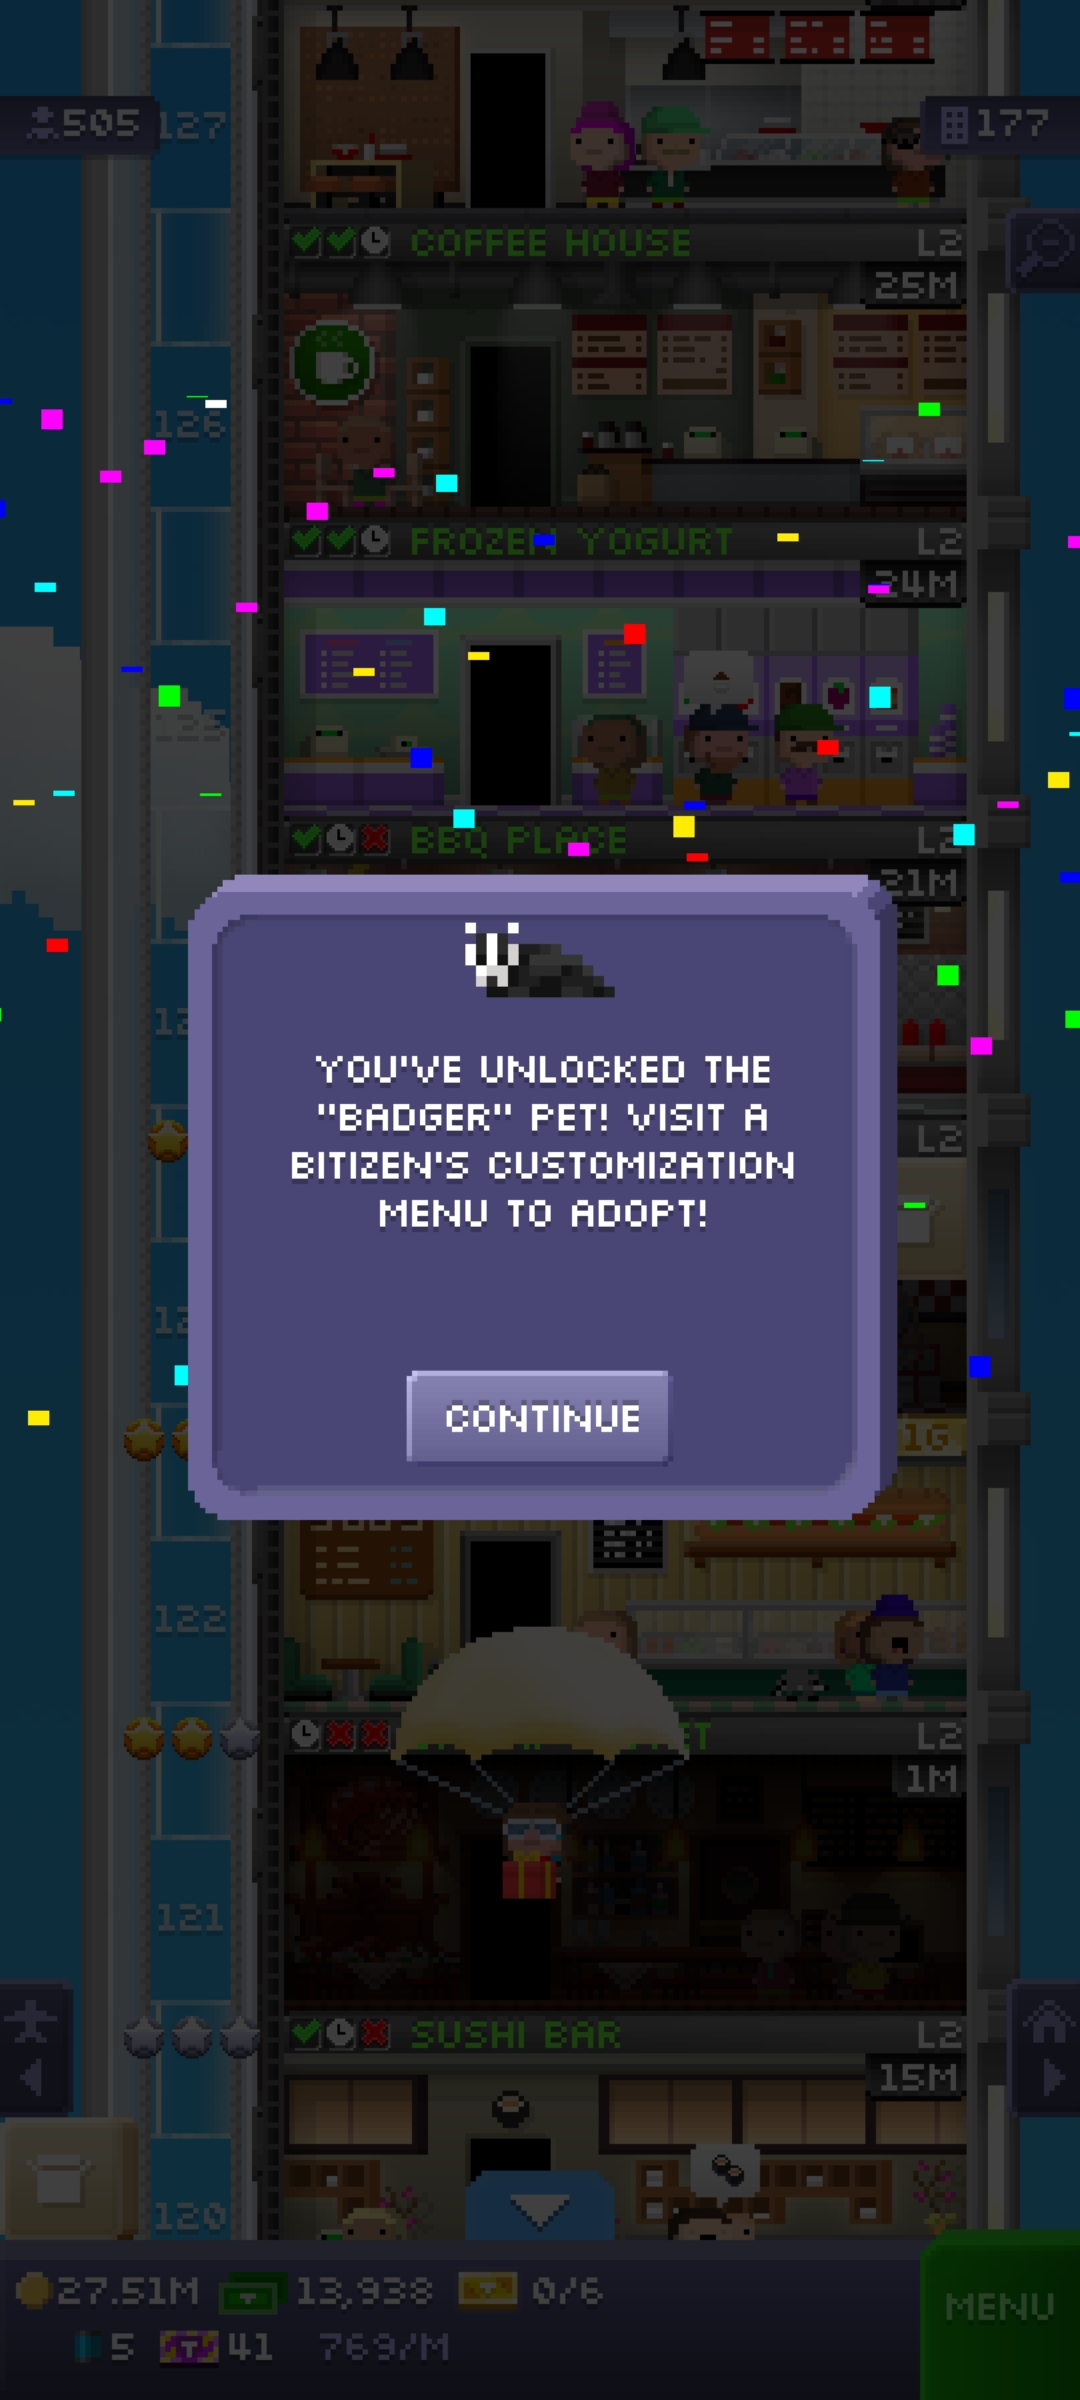 505
127
177
COFFEE HOUSE
L2
25M
126
FROZEN YOGURT
L2
24M
BBQ PLACE
L2
YOU'VE UNLOCKED THE
"BADGER" PET! VISIT A
BITIZEN'S CUSTOMIZATION
MENU TO ADOPT!
L2
CONTINUE
1G
122
L2
1M
121
SUSHI BAR
L2
15M
120
27.51M
13,938
0/6
MENU
5
41
769/M